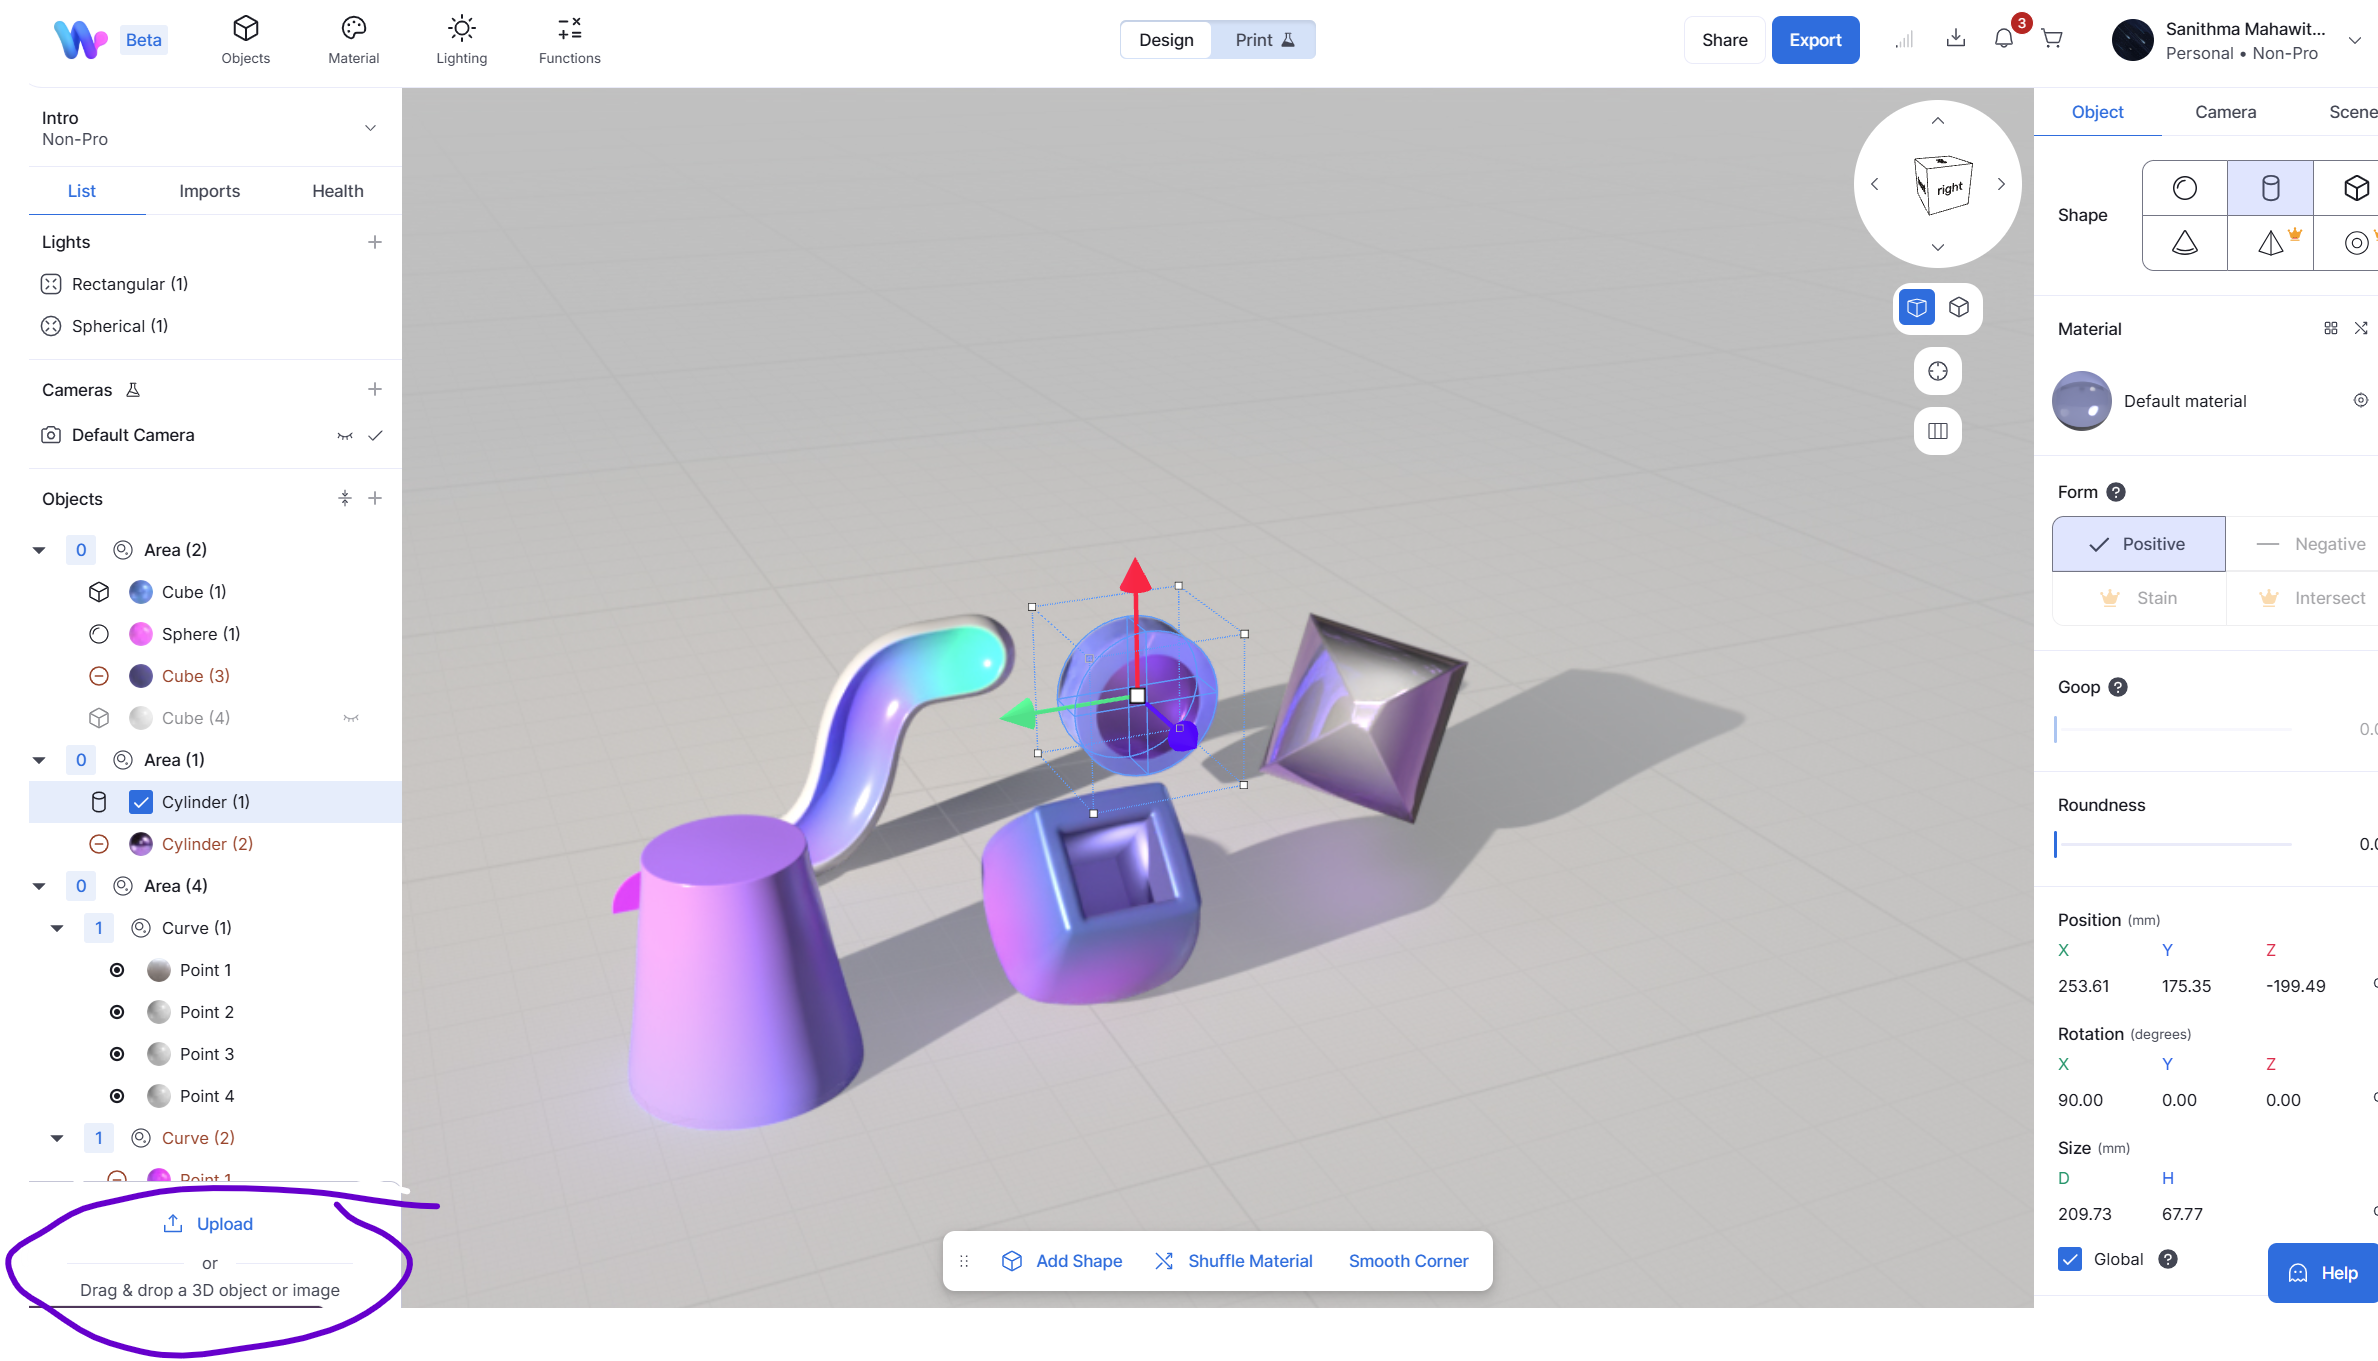 Beta
Objects
Material
Lighting
Functions
Design
Print
Share
Export
3
Sanithma Mahawit...
Personal • Non-Pro
Intro
Non-Pro
List
Imports
Health
Lights
Rectangular (1)
Spherical (1)
Cameras
Default Camera
Objects
0 Area (2)
Cube (1)
Sphere (1)
Cube (3)
Cube (4)
0 Area (1)
Cylinder (1)
Cylinder (2)
0 Area (4)
1 Curve (1)
Point 1
Point 2
Point 3
Point 4
1 Curve (2)
Point 1
Upload
or
Drag & drop a 3D object or image
right
Add Shape
Shuffle Material
Smooth Corner
Object
Camera
Scene
Shape
Material
Default material
Form ?
Positive
Negative
Stain
Intersect
Goop ?
0.0
Roundness
0.0
Position (mm)
X Y Z
253.61 175.35 -199.49
Rotation (degrees)
X Y Z
90.00 0.00 0.00
Size (mm)
D H
209.73 67.77
Global ?
Help